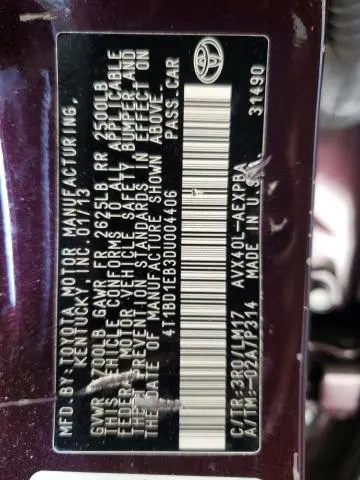 MFD.BY:TOYOTA MOTOR MANUFACTURING,
KENTUCKY,INC. 01/13
GVWR 4700LB GAWR FR 2625LB RR 2500LB
THIS VEHICLE CONFORMS TO ALL APPLICABLE
FEDERAL MOTOR VEHICLE SAFETY, BUMPER, AND
THEFT PREVENTION STANDARDS IN EFFECT ON
THE DATE OF MANUFACTURE SHOWN ABOVE.
4T1BD1EB3DU004406 PASS.CAR
C/TR:3R0/LM17 AVX40L-AEXPBA
A/TM:-02A/P314 MADE IN U.S.A. 31490